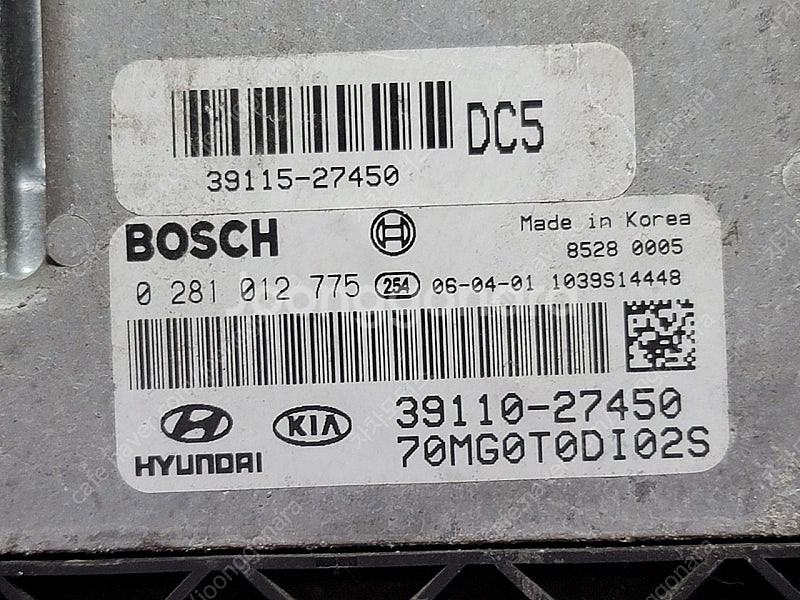 DC5
39115-27450
BOSCH
Made in Korea
8528 0005
0 281 012 775 254 06-04-01 1039S14448
joonggonara
HYUNDAI KIA 39110-27450
70MG0T0DI02S